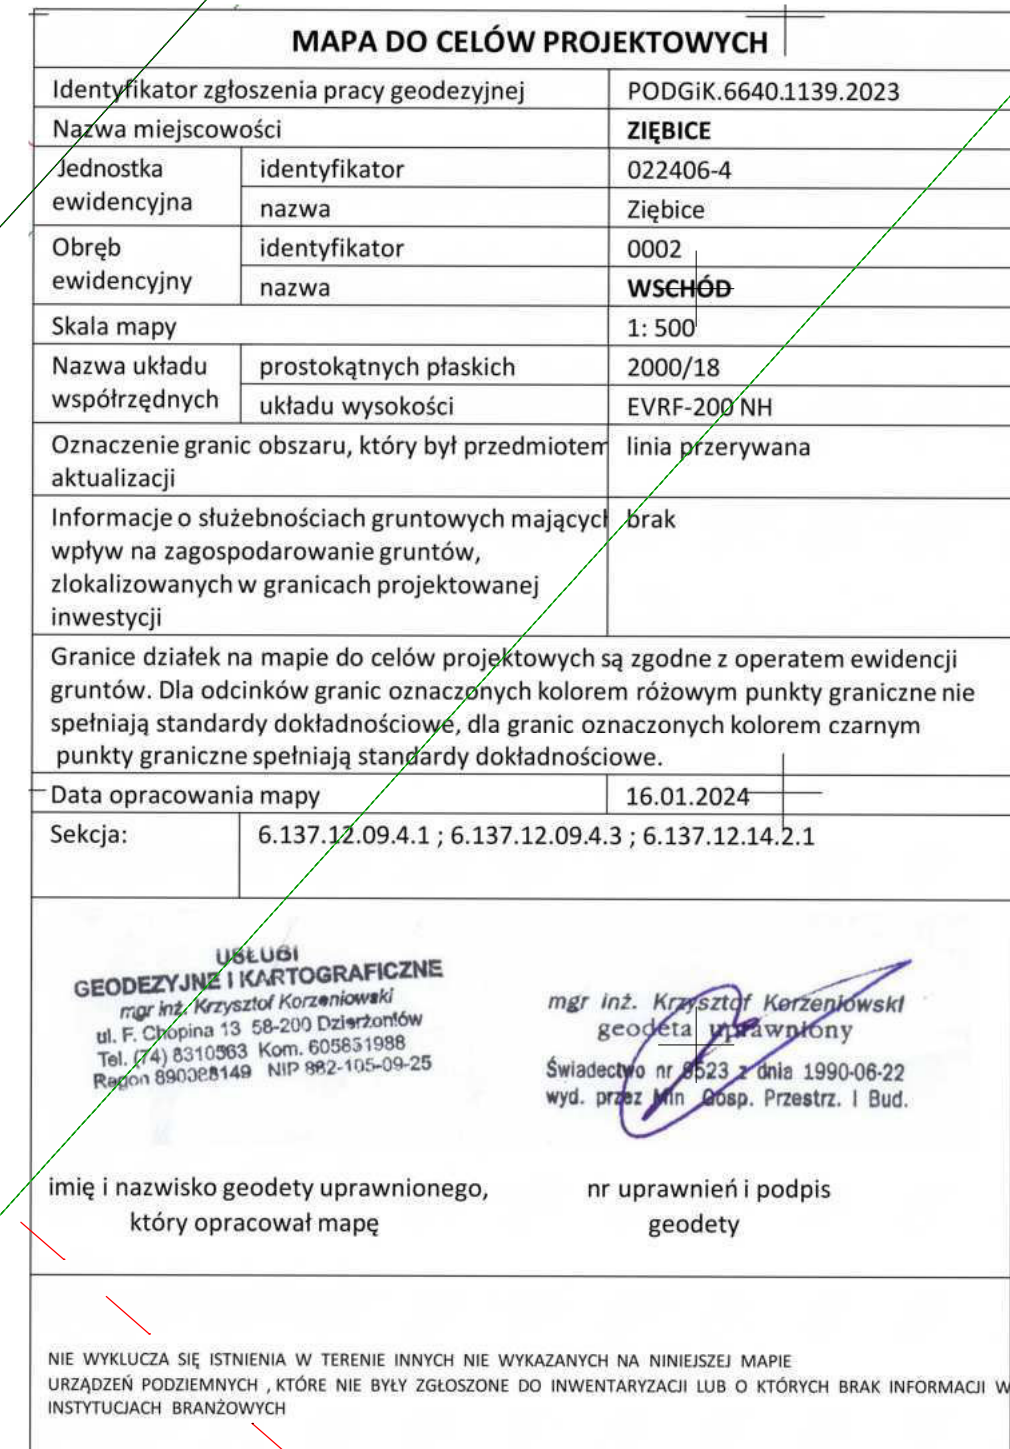 MAPA DO CELÓW PROJEKTOWYCH
Identyfikator zgłoszenia pracy geodezyjnej PODGiK.6640.1139.2023
Nazwa miejscowości ZIĘBICE
Jednostka ewidencyjna identyfikator 022406-4
nazwa Ziębice
Obręb ewidencyjny identyfikator 0002
nazwa WSCHÓD
Skala mapy 1: 500
Nazwa układu współrzędnych prostokątnych płaskich 2000/18
układu wysokości EVRF-200 NH
Oznaczenie granic obszaru, który był przedmiotem linia przerywana
aktualizacji
Informacje o służebnościach gruntowych mających brak
wpływ na zagospodarowanie gruntów,
zlokalizowanych w granicach projektowanej
inwestycji
Granice działek na mapie do celów projektowych są zgodne z operatem ewidencji
gruntów. Dla odcinków granic oznaczonych kolorem różowym punkty graniczne nie
spełniają standardy dokładnościowe, dla granic oznaczonych kolorem czarnym
punkty graniczne spełniają standardy dokładnościowe.
Data opracowania mapy 16.01.2024
Sekcja: 6.137.12.09.4.1 ; 6.137.12.09.4.3 ; 6.137.12.14.2.1
USŁUGI
GEODEZYJNE I KARTOGRAFICZNE
mgr inż. Krzysztof Korzeniowski
ul. F. Chopina 13 58-200 Dzierżoniów
Tel. (74) 8310563 Kom. 605831988
Regon NIP 882-105-09-25
mgr inż. Krzysztof Korzeniowski
geodeta uprawniony
Świadectwo nr z dnia 1990-06-22
wyd. przez Min Gosp. Przestrz. I Bud.
imię i nazwisko geodety uprawnionego,
który opracował mapę
nr uprawnień i podpis
geodety
NIE WYKLUCZA SIĘ ISTNIENIA W TERENIE INNYCH NIE WYKAZANYCH NA NINIEJSZEJ MAPIE
URZĄDZEŃ PODZIEMNYCH , KTÓRE NIE BYŁY ZGŁOSZONE DO INWENTARYZACJI LUB O KTÓRYCH BRAK INFORMACJI W
INSTYTUCJACH BRANŻOWYCH